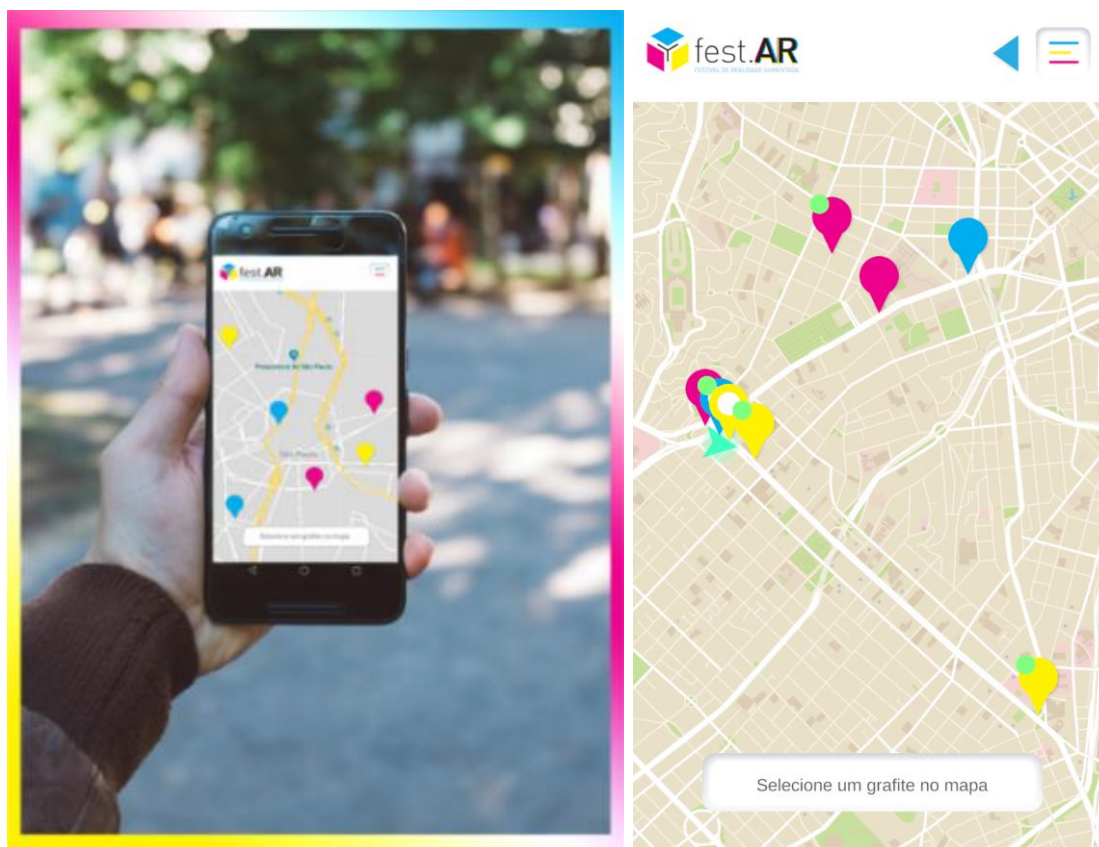 fest.AR
Selecione um grafite no mapa
fest.AR
FESTIVAL DE REALIDADE AUMENTADA
Selecione um grafite no mapa